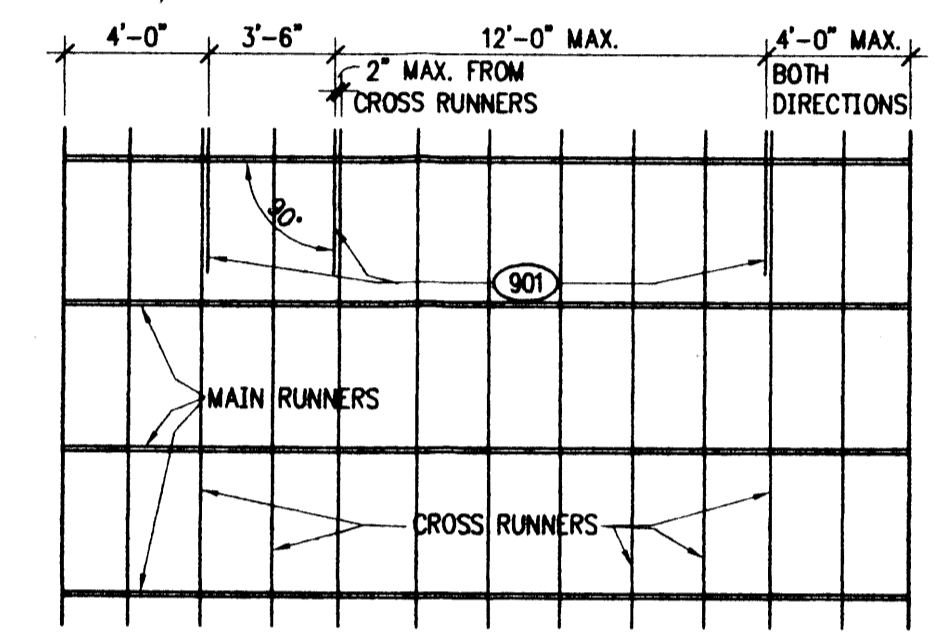 4'-0" 3'-6" 12'-0" MAX. 4'-0" MAX.
2" MAX. FROM
CROSS RUNNERS
BOTH
DIRECTIONS
90°
901
MAIN RUNNERS
CROSS RUNNERS